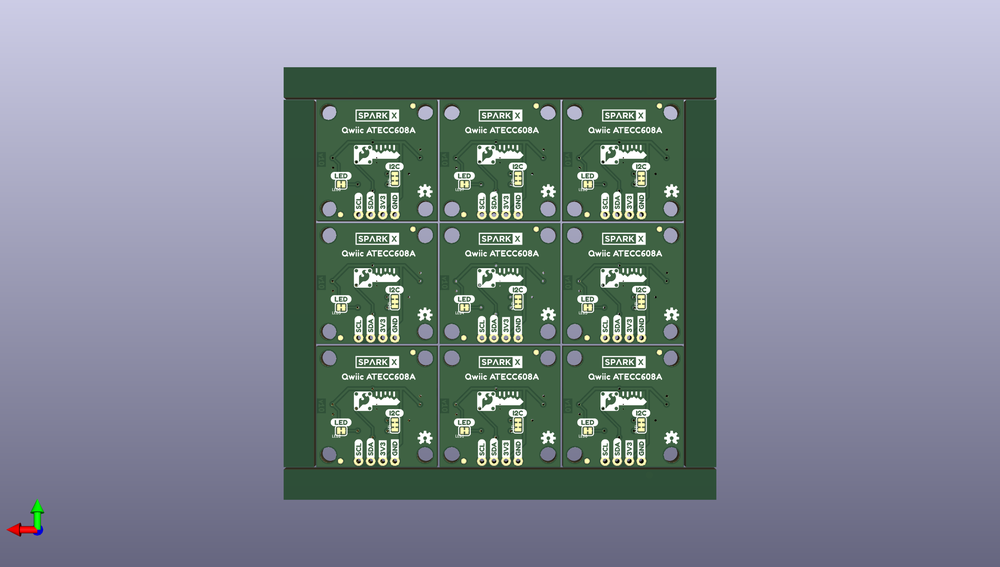 SPARK X SPARK X SPARK X
Qwiic ATECC608A Qwiic ATECC608A Qwiic ATECC608A
I2C I2C I2C
LED LED LED
SCL SDA 3V3 GND SCL SDA 3V3 GND SCL SDA 3V3 GND
SPARK X SPARK X SPARK X
Qwiic ATECC608A Qwiic ATECC608A Qwiic ATECC608A
I2C I2C I2C
LED LED LED
SCL SDA 3V3 GND SCL SDA 3V3 GND SCL SDA 3V3 GND
SPARK X SPARK X SPARK X
Qwiic ATECC608A Qwiic ATECC608A Qwiic ATECC608A
I2C I2C I2C
LED LED LED
SCL SDA 3V3 GND SCL SDA 3V3 GND SCL SDA 3V3 GND